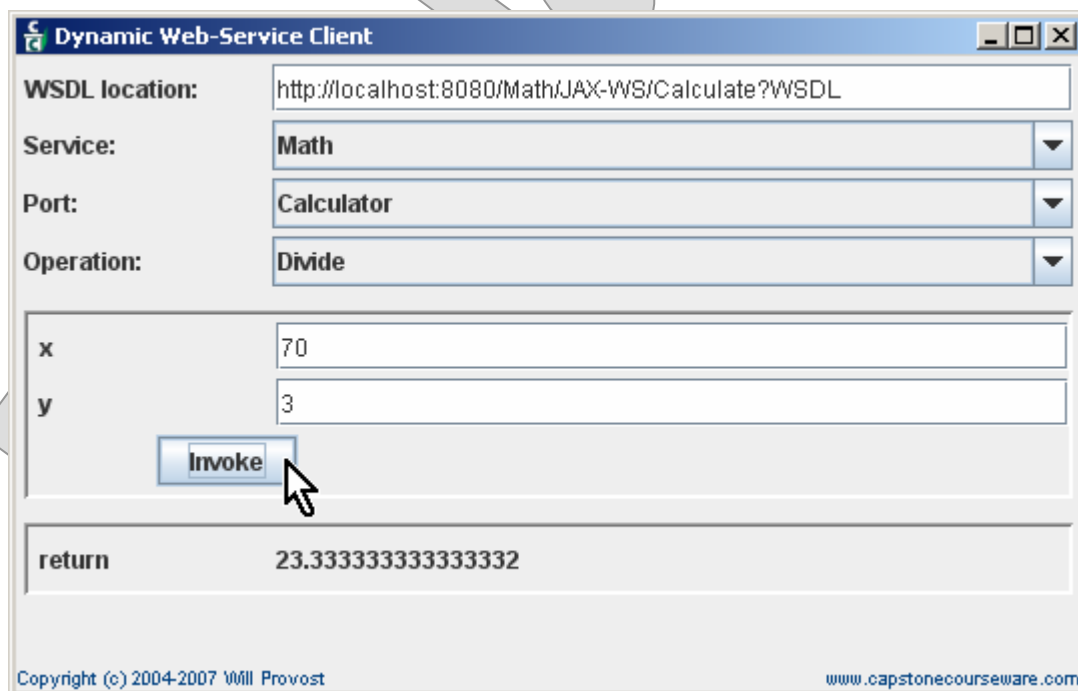 Dynamic Web-Service Client
WSDL location: http://localhost:8080/Math/JAX-WS/Calculate?WSDL
Service: Math
Port: Calculator
Operation: Divide
x 70
y 3
Invoke
return 23.333333333333332
Copyright (c) 2004-2007 Will Provost www.capstonecourseware.com